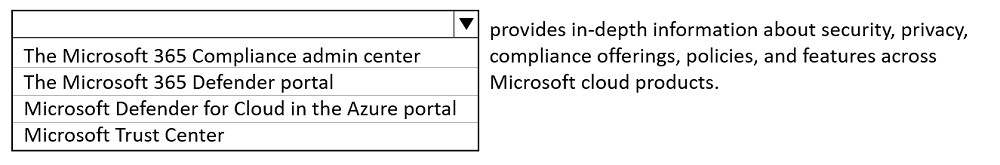 The Microsoft 365 Compliance admin center
The Microsoft 365 Defender portal
Microsoft Defender for Cloud in the Azure portal
Microsoft Trust Center
provides in-depth information about security, privacy,
compliance offerings, policies, and features across
Microsoft cloud products.